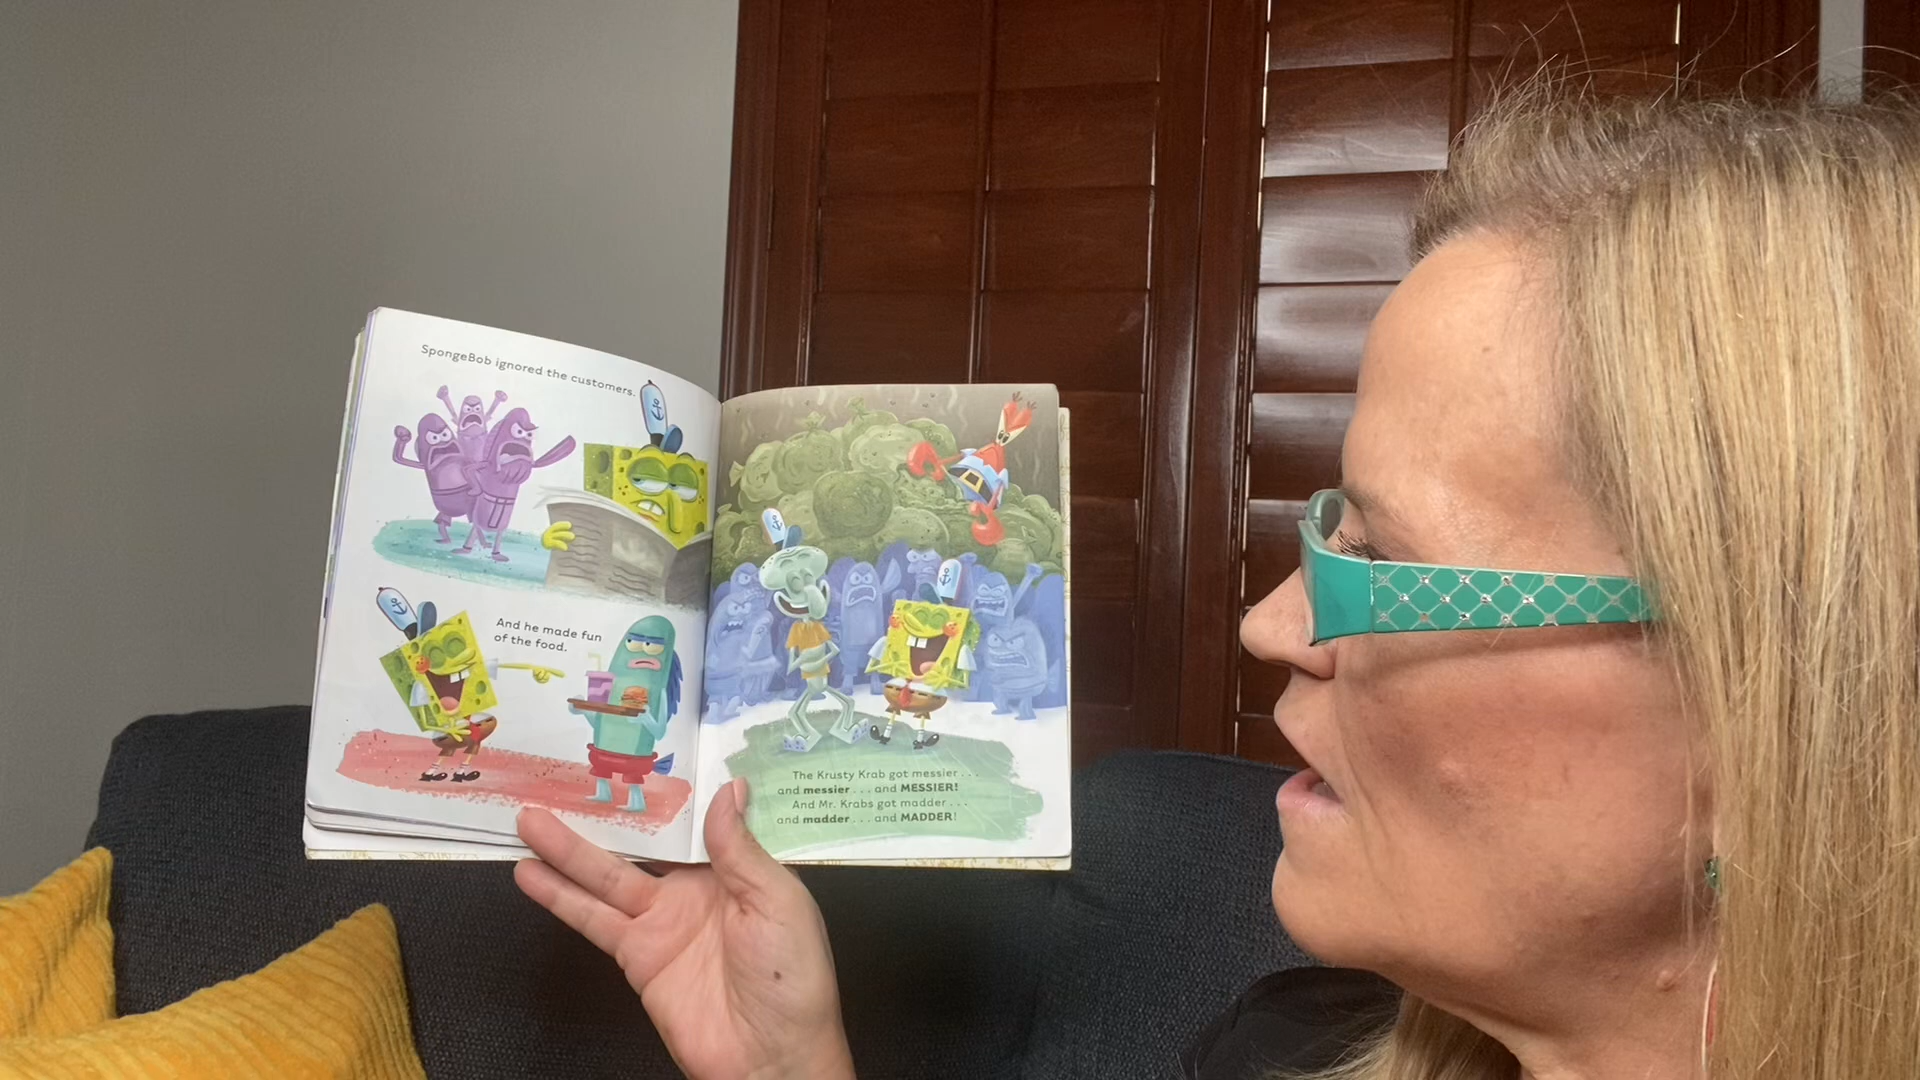 SpongeBob ignored the customers.
And he made fun
of the food.
The Krusty Krab got messier . . .
and messier . . . and MESSIER!
And Mr. Krabs got madder . . .
and madder . . . and MADDER!